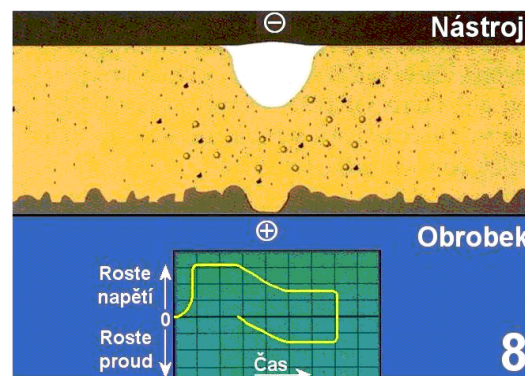 ⊖
Nástroj
⊕
Obrobek
Roste
napětí
0
Roste
proud
Čas
8